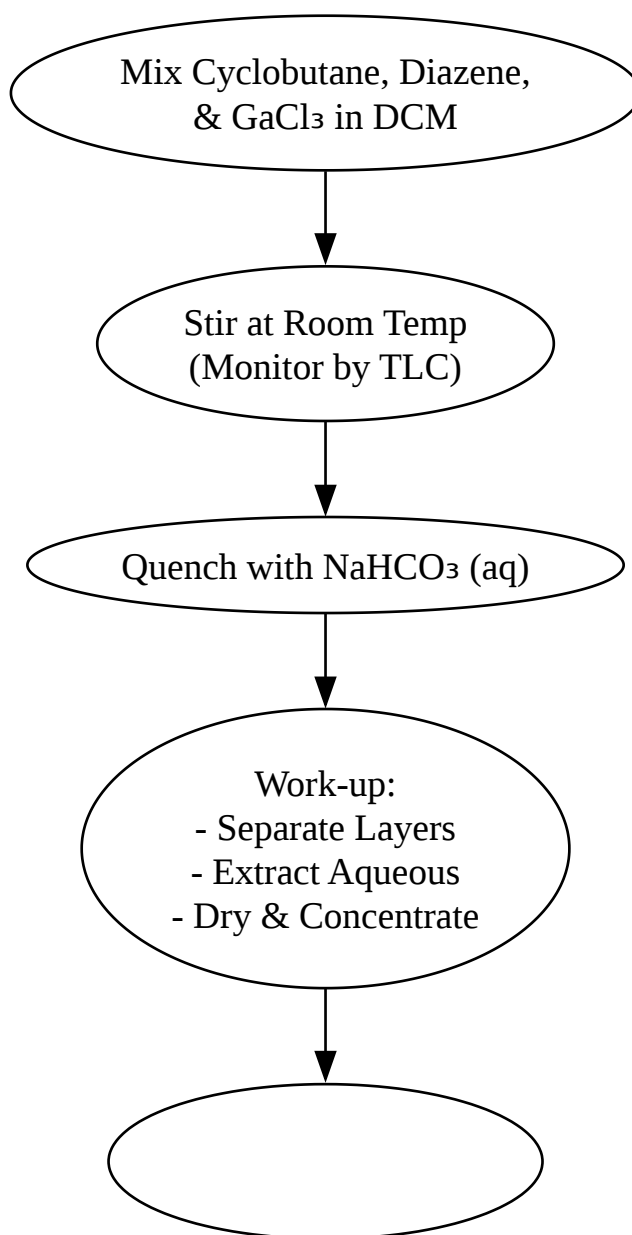 Mix Cyclobutane, Diazene,
& GaCl₃ in DCM
Stir at Room Temp
(Monitor by TLC)
Quench with NaHCO₃ (aq)
Work-up:
- Separate Layers
- Extract Aqueous
- Dry & Concentrate